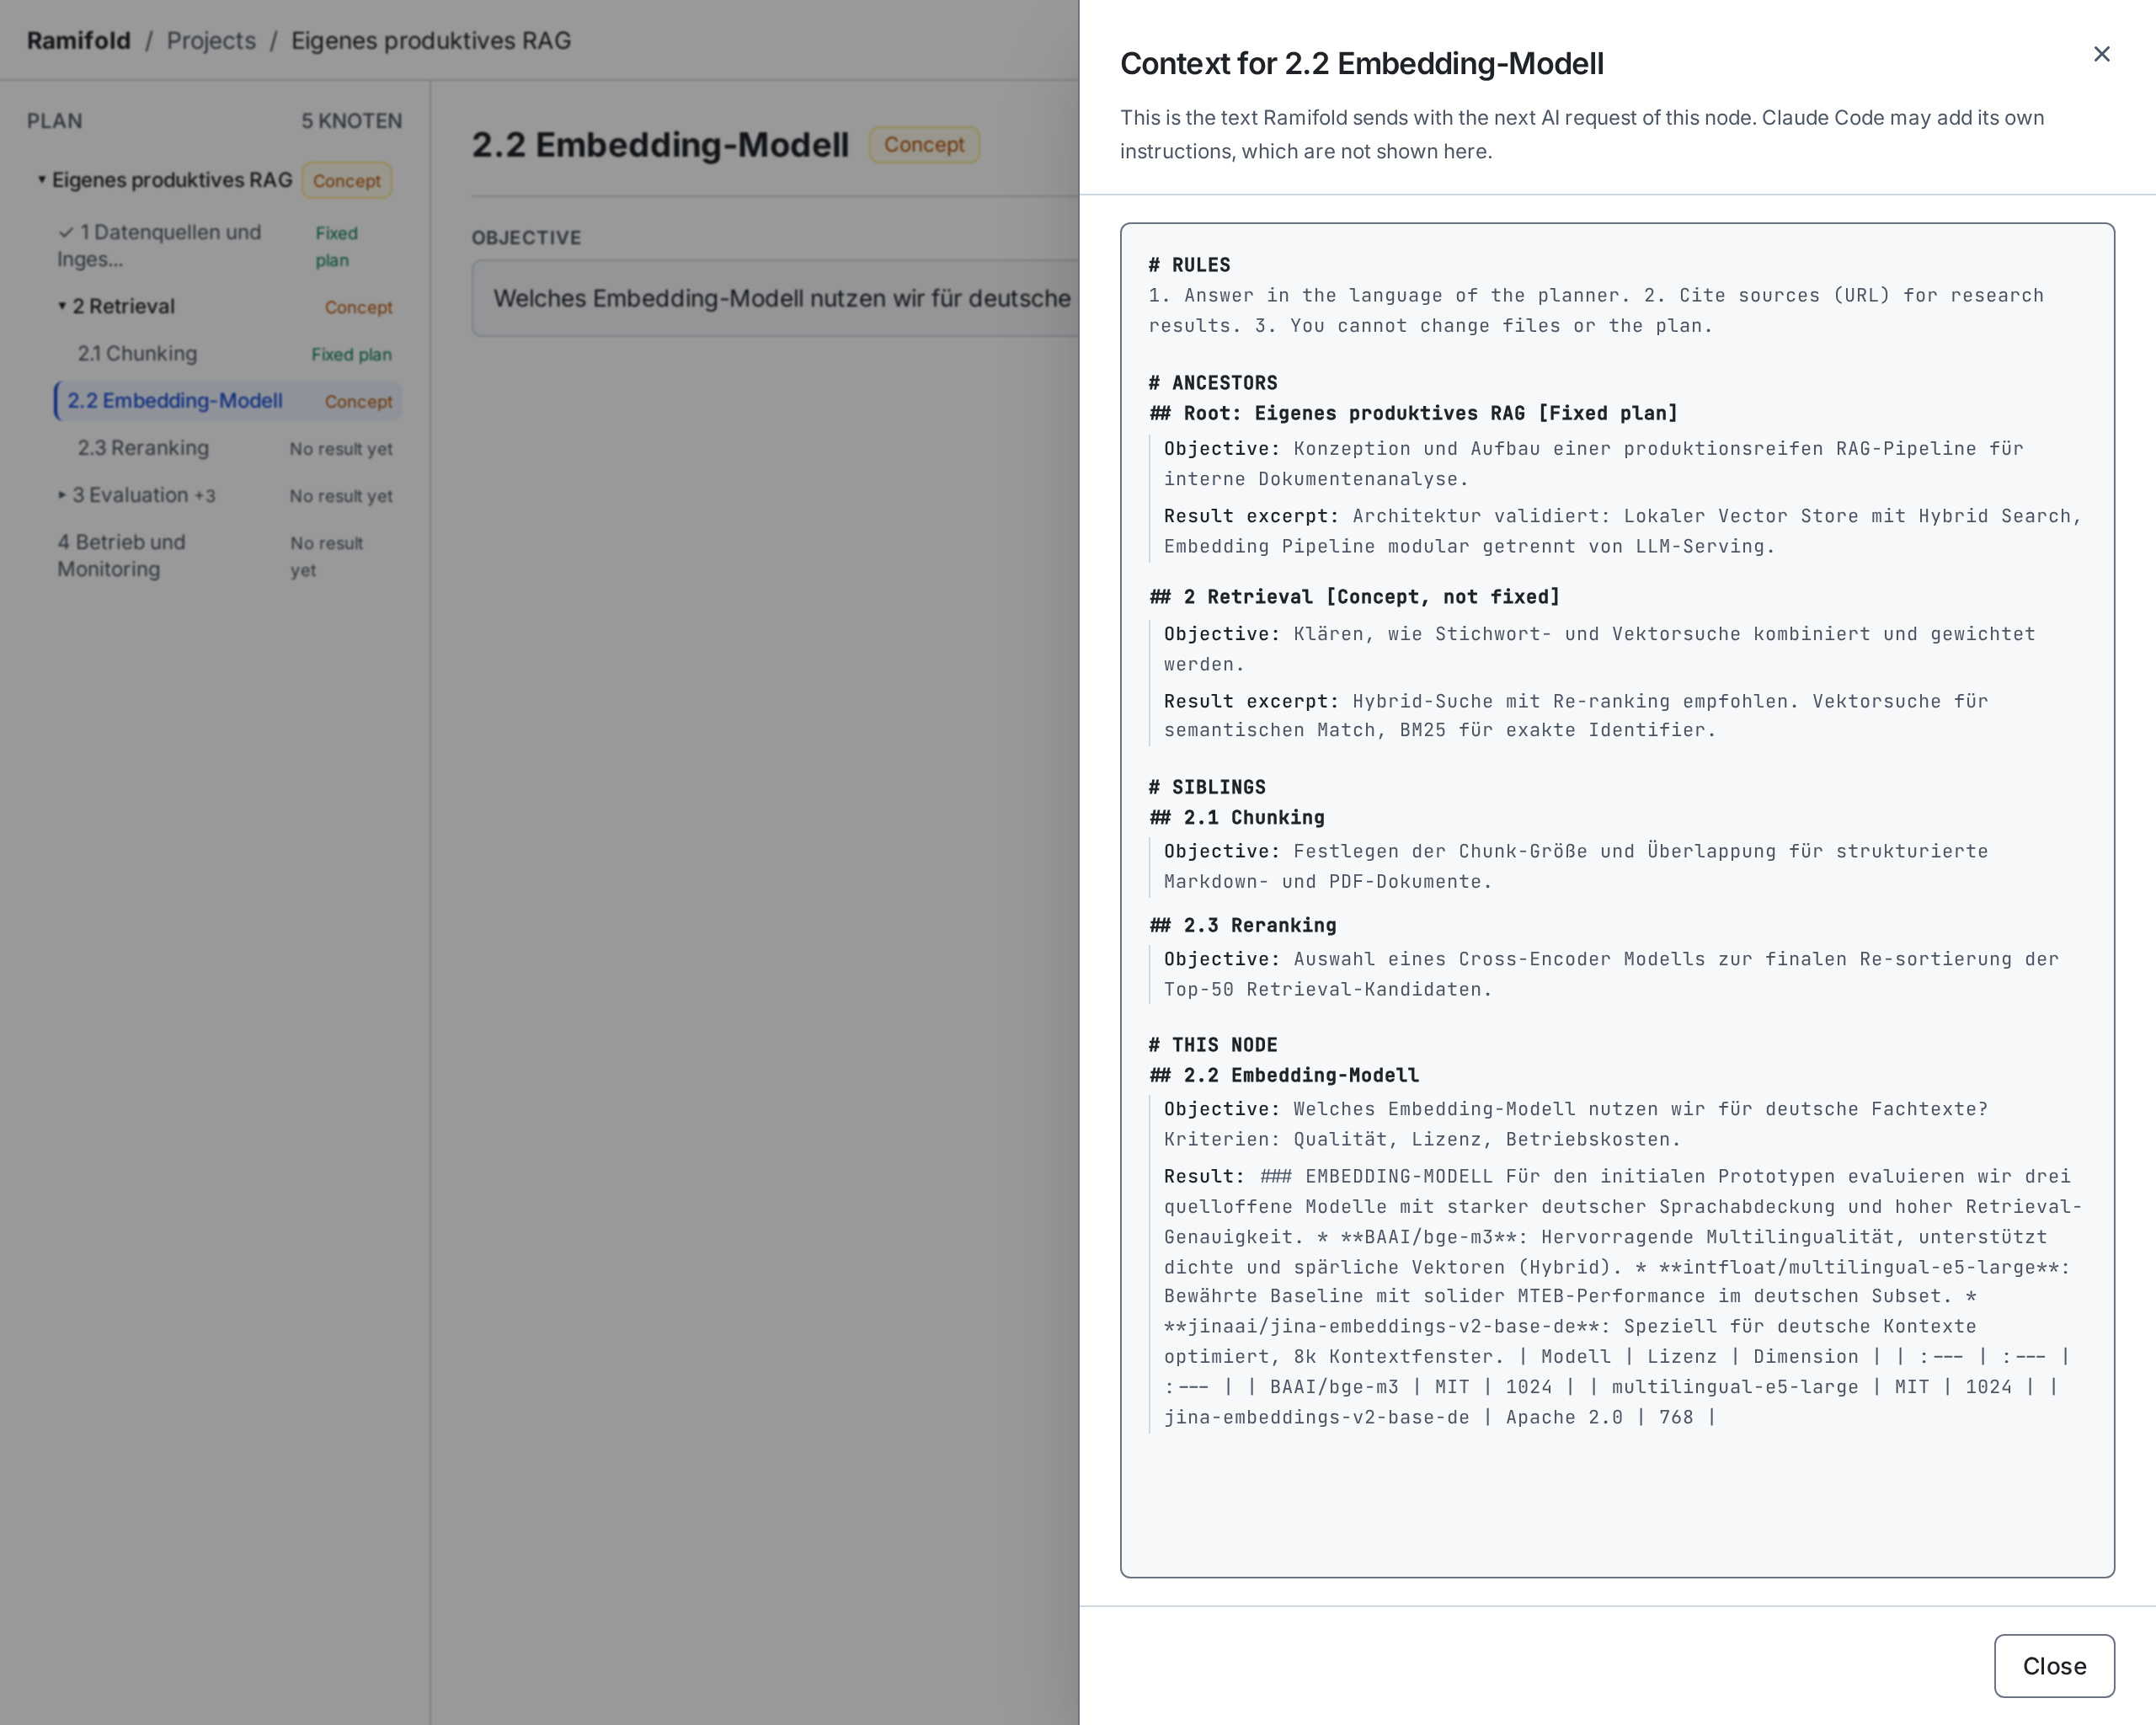 Ramifold / Projects / Eigenes produktives RAG
PLAN
5 KNOTEN
▾ Eigenes produktives RAG Concept
✓ 1 Datenquellen und Inges... Fixed plan
▾ 2 Retrieval Concept
2.1 Chunking Fixed plan
2.2 Embedding-Modell Concept
2.3 Reranking No result yet
▸ 3 Evaluation +3 No result yet
4 Betrieb und Monitoring No result yet
2.2 Embedding-Modell Concept
OBJECTIVE
Welches Embedding-Modell nutzen wir für deutsche
Context for 2.2 Embedding-Modell
×
This is the text Ramifold sends with the next AI request of this node. Claude Code may add its own
instructions, which are not shown here.
# RULES
1. Answer in the language of the planner. 2. Cite sources (URL) for research
results. 3. You cannot change files or the plan.
# ANCESTORS
## Root: Eigenes produktives RAG [Fixed plan]
Objective: Konzeption und Aufbau einer produktionsreifen RAG-Pipeline für
interne Dokumentenanalyse.
Result excerpt: Architektur validiert: Lokaler Vector Store mit Hybrid Search,
Embedding Pipeline modular getrennt von LLM-Serving.
## 2 Retrieval [Concept, not fixed]
Objective: Klären, wie Stichwort- und Vektorsuche kombiniert und gewichtet
werden.
Result excerpt: Hybrid-Suche mit Re-ranking empfohlen. Vektorsuche für
semantischen Match, BM25 für exakte Identifier.
# SIBLINGS
## 2.1 Chunking
Objective: Festlegen der Chunk-Größe und Überlappung für strukturierte
Markdown- und PDF-Dokumente.
## 2.3 Reranking
Objective: Auswahl eines Cross-Encoder Modells zur finalen Re-sortierung der
Top-50 Retrieval-Kandidaten.
# THIS NODE
## 2.2 Embedding-Modell
Objective: Welches Embedding-Modell nutzen wir für deutsche Fachtexte?
Kriterien: Qualität, Lizenz, Betriebskosten.
Result: ### EMBEDDING-MODELL Für den initialen Prototypen evaluieren wir drei
quelloffene Modelle mit starker deutscher Sprachabdeckung und hoher Retrieval-
Genauigkeit. * **BAAI/bge-m3**: Hervorragende Multilingualität, unterstützt
dichte und spärliche Vektoren (Hybrid). * **intfloat/multilingual-e5-large**:
Bewährte Baseline mit solider MTEB-Performance im deutschen Subset. *
**jinaai/jina-embeddings-v2-base-de**: Speziell für deutsche Kontexte
optimiert, 8k Kontextfenster. | Modell | Lizenz | Dimension | | :--- | :--- |
:--- | | BAAI/bge-m3 | MIT | 1024 | | multilingual-e5-large | MIT | 1024 | |
jina-embeddings-v2-base-de | Apache 2.0 | 768 |
Close